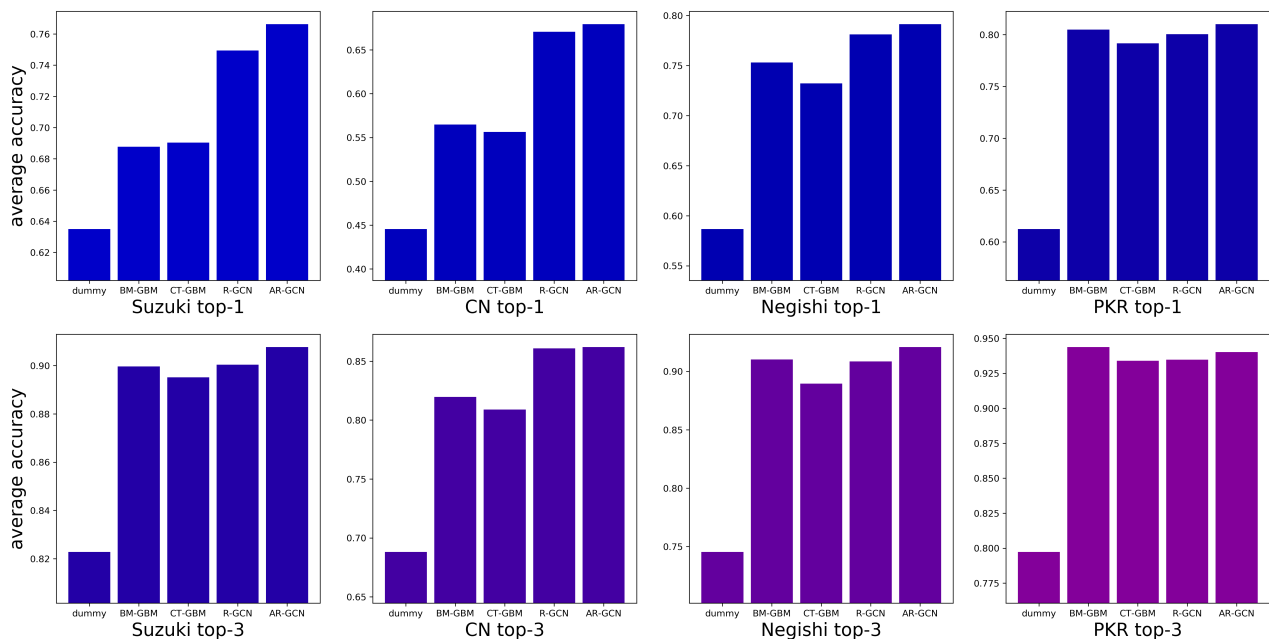 average accuracy
0.76
0.74
0.72
0.70
0.68
0.66
0.64
0.62
dummy BM-GBM CT-GBM R-GCN AR-GCN
Suzuki top-1
0.65
0.60
0.55
0.50
0.45
0.40
dummy BM-GBM CT-GBM R-GCN AR-GCN
CN top-1
0.80
0.75
0.70
0.65
0.60
0.55
dummy BM-GBM CT-GBM R-GCN AR-GCN
Negishi top-1
0.80
0.75
0.70
0.65
0.60
dummy BM-GBM CT-GBM R-GCN AR-GCN
PKR top-1
average accuracy
0.90
0.88
0.86
0.84
0.82
dummy BM-GBM CT-GBM R-GCN AR-GCN
Suzuki top-3
0.85
0.80
0.75
0.70
0.65
dummy BM-GBM CT-GBM R-GCN AR-GCN
CN top-3
0.90
0.85
0.80
0.75
dummy BM-GBM CT-GBM R-GCN AR-GCN
Negishi top-3
0.950
0.925
0.900
0.875
0.850
0.825
0.800
0.775
dummy BM-GBM CT-GBM R-GCN AR-GCN
PKR top-3